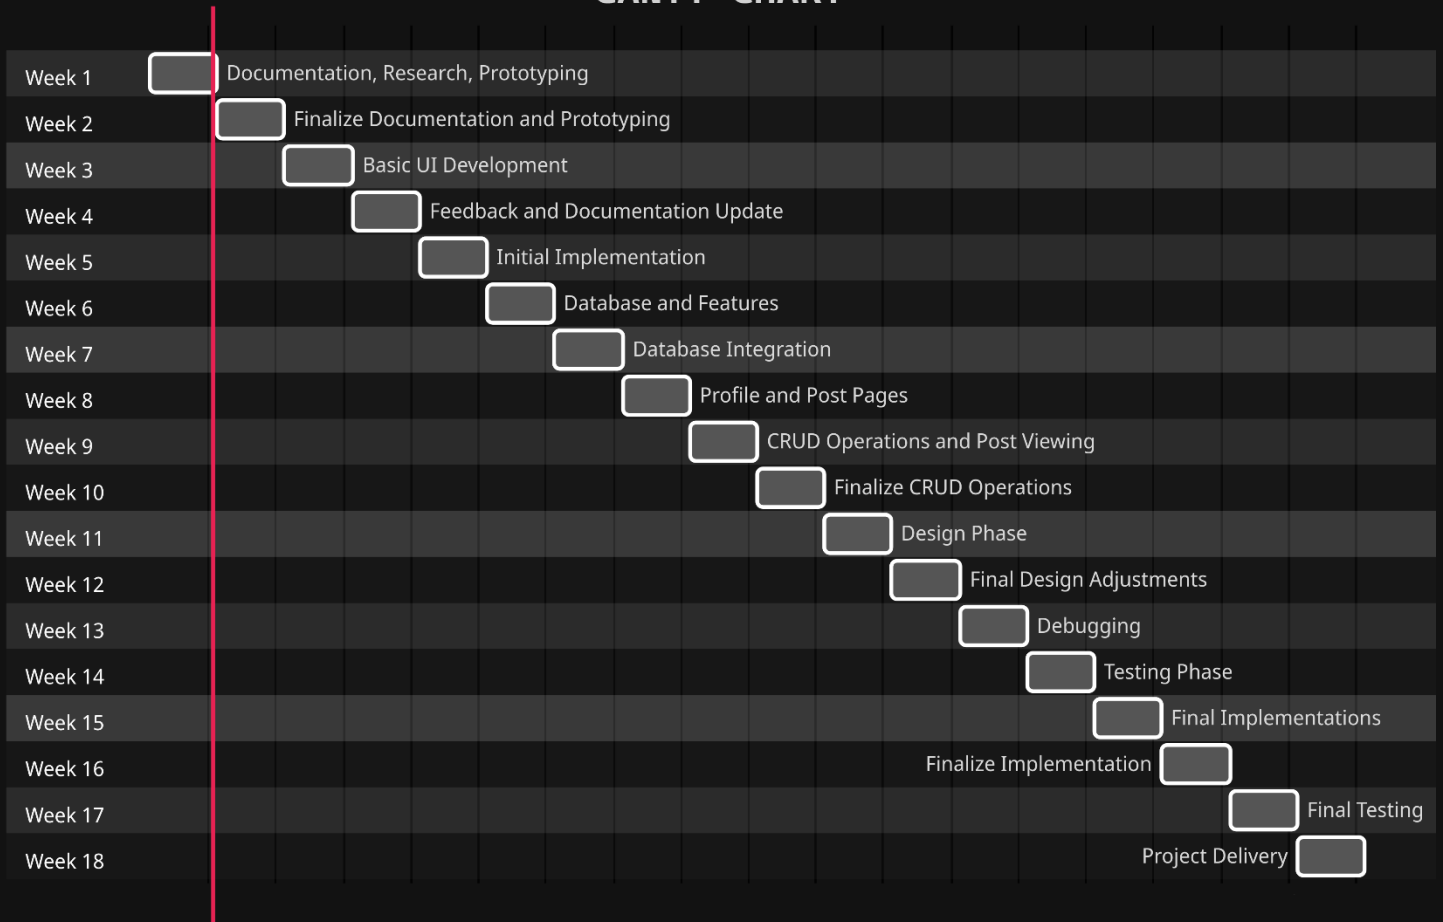 GANTT CHART
Week 1 Documentation, Research, Prototyping
Week 2 Finalize Documentation and Prototyping
Week 3 Basic UI Development
Week 4 Feedback and Documentation Update
Week 5 Initial Implementation
Week 6 Database and Features
Week 7 Database Integration
Week 8 Profile and Post Pages
Week 9 CRUD Operations and Post Viewing
Week 10 Finalize CRUD Operations
Week 11 Design Phase
Week 12 Final Design Adjustments
Week 13 Debugging
Week 14 Testing Phase
Week 15 Final Implementations
Week 16 Finalize Implementation
Week 17 Final Testing
Week 18 Project Delivery